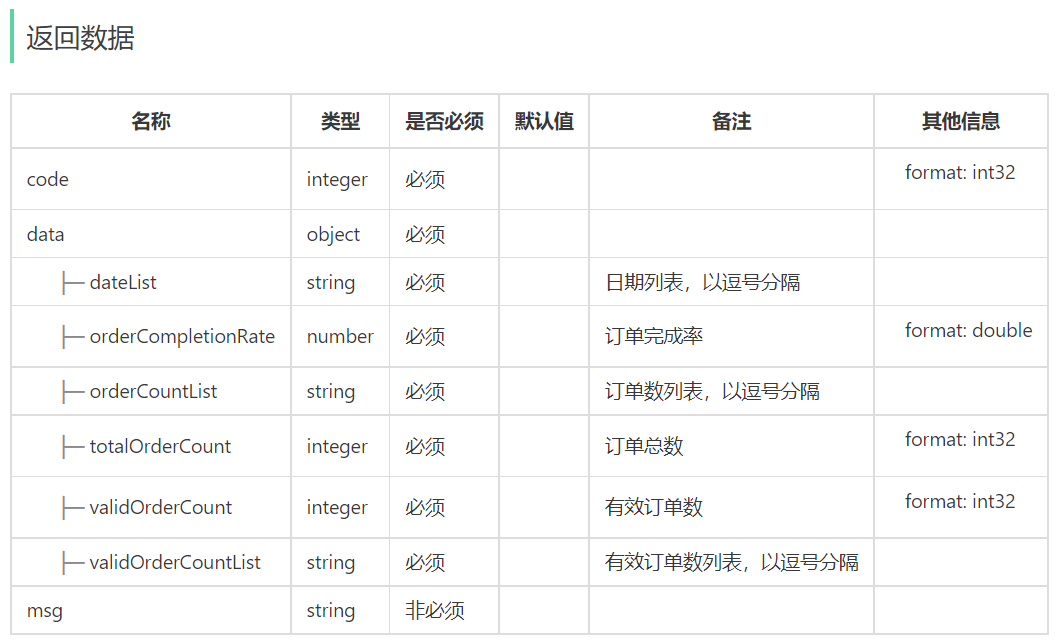 返回数据
名称 类型 是否必须 默认值 备注 其他信息
code integer 必须 format: int32
data object 必须
├─ dateList string 必须 日期列表，以逗号分隔
├─ orderCompletionRate number 必须 订单完成率 format: double
├─ orderCountList string 必须 订单数列表，以逗号分隔
├─ totalOrderCount integer 必须 订单总数 format: int32
├─ validOrderCount integer 必须 有效订单数 format: int32
├─ validOrderCountList string 必须 有效订单数列表，以逗号分隔
msg string 非必须